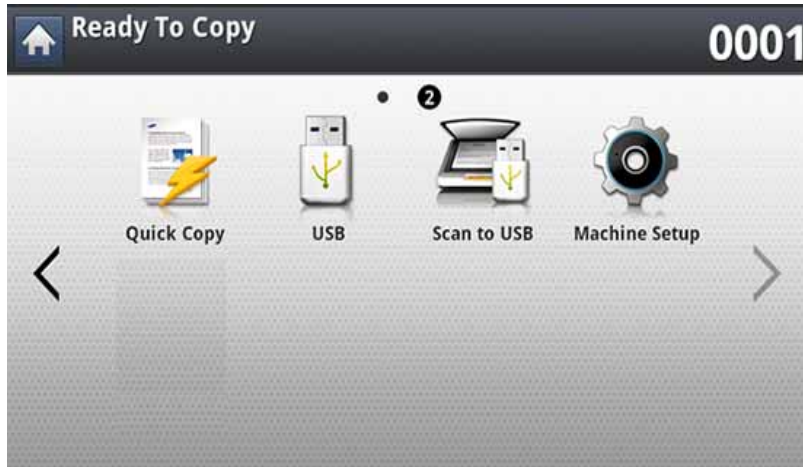 Ready To Copy
0001
2
Quick Copy
USB
Scan to USB
Machine Setup